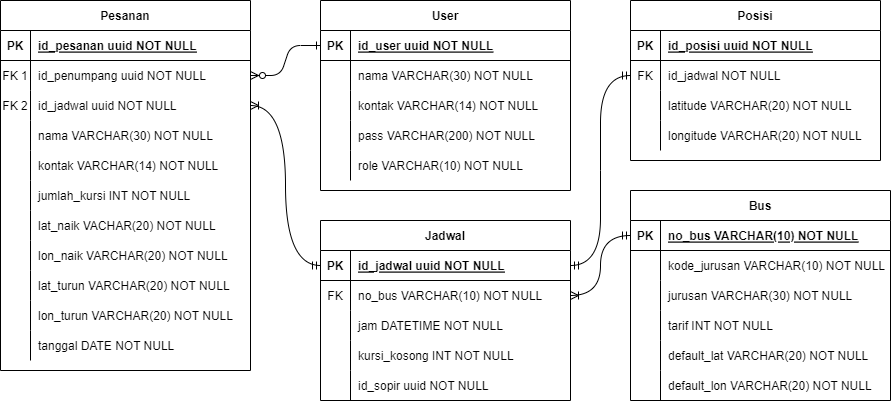 Pesanan
PK id_pesanan uuid NOT NULL
FK 1 id_penumpang uuid NOT NULL
FK 2 id_jadwal uuid NOT NULL
nama VARCHAR(30) NOT NULL
kontak VARCHAR(14) NOT NULL
jumlah_kursi INT NOT NULL
lat_naik VACHAR(20) NOT NULL
lon_naik VARCHAR(20) NOT NULL
lat_turun VARCHAR(20) NOT NULL
lon_turun VARCHAR(20) NOT NULL
tanggal DATE NOT NULL
User
PK id_user uuid NOT NULL
nama VARCHAR(30) NOT NULL
kontak VARCHAR(14) NOT NULL
pass VARCHAR(200) NOT NULL
role VARCHAR(10) NOT NULL
Jadwal
PK id_jadwal uuid NOT NULL
FK no_bus VARCHAR(10) NOT NULL
jam DATETIME NOT NULL
kursi_kosong INT NOT NULL
id_sopir uuid NOT NULL
Posisi
PK id_posisi uuid NOT NULL
FK id_jadwal NOT NULL
latitude VARCHAR(20) NOT NULL
longitude VARCHAR(20) NOT NULL
Bus
PK no_bus VARCHAR(10) NOT NULL
kode_jurusan VARCHAR(10) NOT NULL
jurusan VARCHAR(30) NOT NULL
tarif INT NOT NULL
default_lat VARCHAR(20) NOT NULL
default_lon VARCHAR(20) NOT NULL